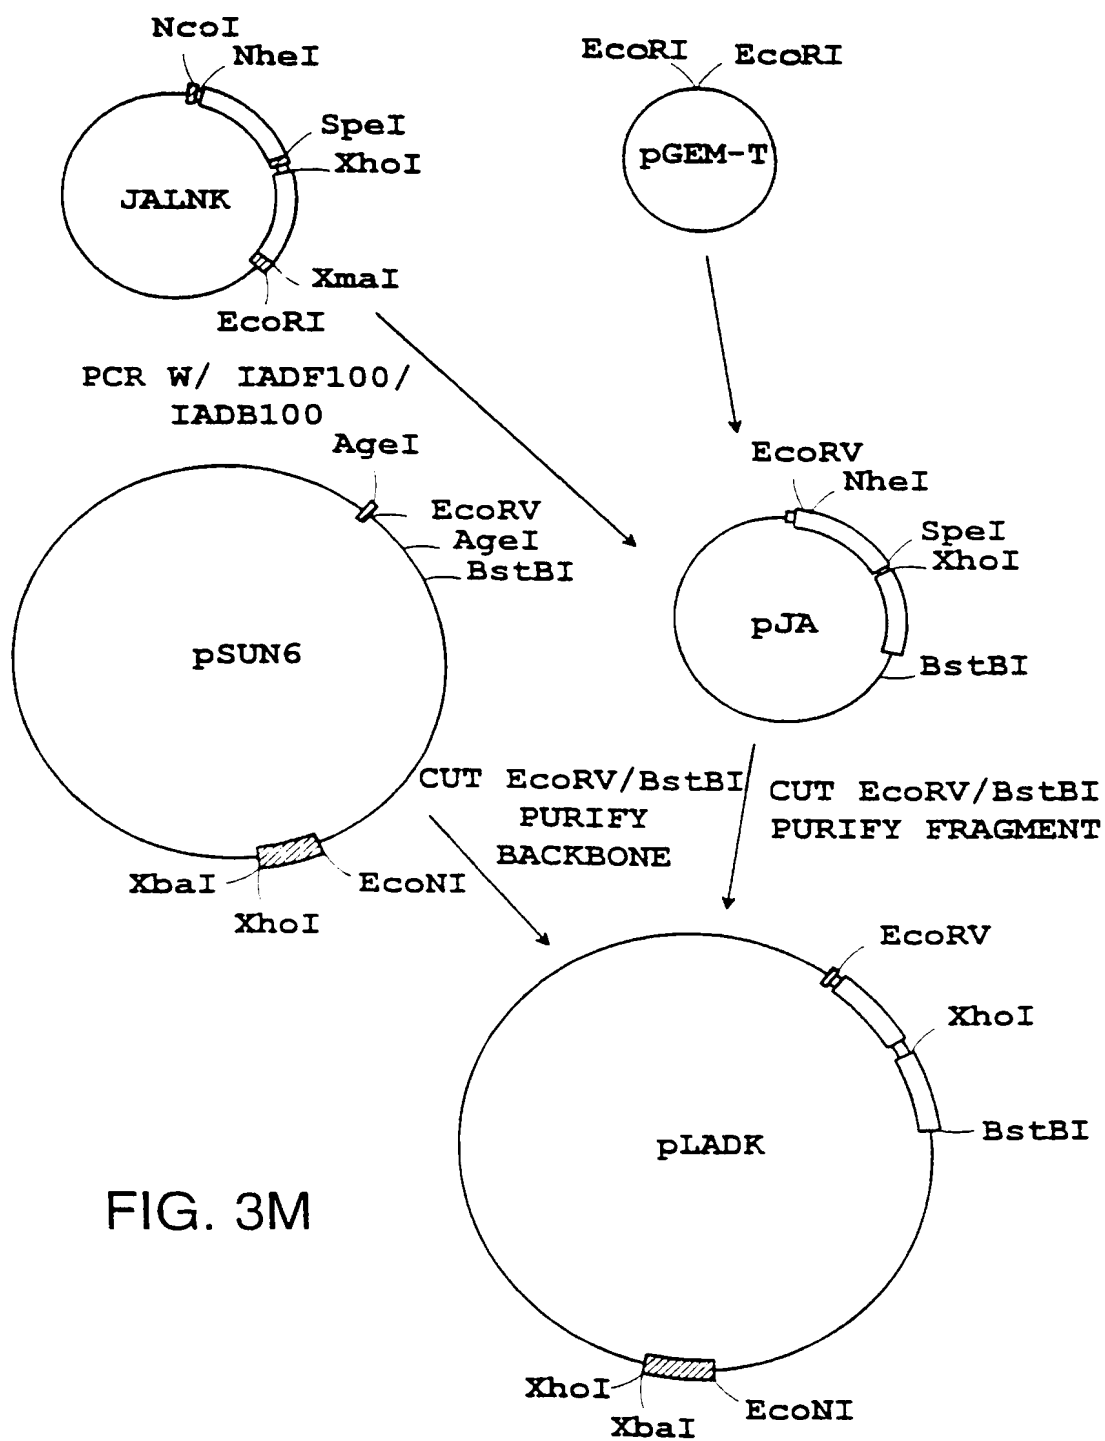 NcoI
NheI
SpeI
XhoI
JALNK
XmaI
EcoRI
EcoRI
EcoRI
pGEM-T
PCR W/ IADF100/
IADB100
AgeI
EcoRV
AgeI
BstBI
pSUN6
XbaI
XhoI
EcoNI
EcoRV
NheI
SpeI
XhoI
pJA
BstBI
CUT EcoRV/BstBI
PURIFY
BACKBONE
CUT EcoRV/BstBI
PURIFY FRAGMENT
EcoRV
XhoI
BstBI
pLADK
XhoI
XbaI
EcoNI
FIG. 3M